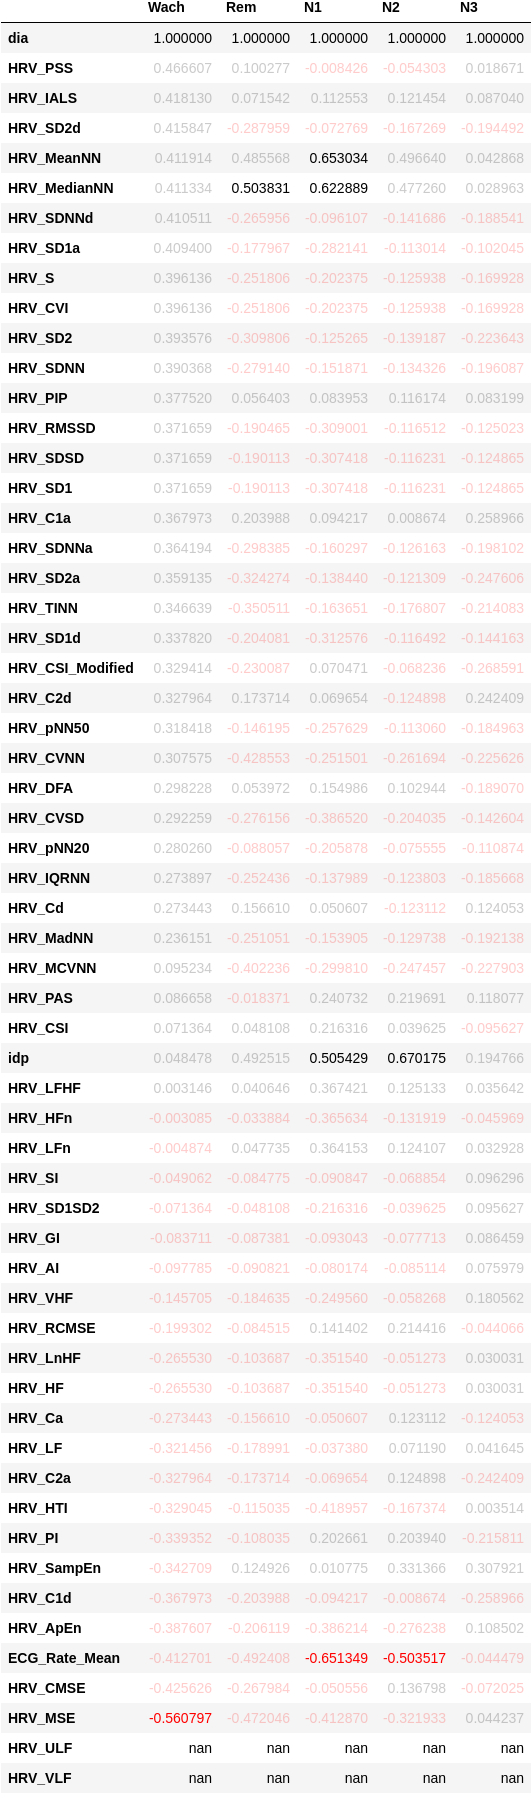 Wach Rem N1 N2 N3
dia 1.000000 1.000000 1.000000 1.000000 1.000000
HRV_PSS 0.466607 0.100277 -0.008426 -0.054303 0.018671
HRV_IALS 0.418130 0.071542 0.112553 0.121454 0.087040
HRV_SD2d 0.415847 -0.287959 -0.072769 -0.167269 -0.194492
HRV_MeanNN 0.411914 0.485568 0.653034 0.496640 0.042868
HRV_MedianNN 0.411334 0.503831 0.622889 0.477260 0.028963
HRV_SDNNd 0.410511 -0.265956 -0.096107 -0.141686 -0.188541
HRV_SD1a 0.409400 -0.177967 -0.282141 -0.113014 -0.102045
HRV_S 0.396136 -0.251806 -0.202375 -0.125938 -0.169928
HRV_CVI 0.396136 -0.251806 -0.202375 -0.125938 -0.169928
HRV_SD2 0.393576 -0.309806 -0.125265 -0.139187 -0.223643
HRV_SDNN 0.390368 -0.279140 -0.151871 -0.134326 -0.196087
HRV_PIP 0.377520 0.056403 0.083953 0.116174 0.083199
HRV_RMSSD 0.371659 -0.190465 -0.309001 -0.116512 -0.125023
HRV_SDSD 0.371659 -0.190113 -0.307418 -0.116231 -0.124865
HRV_SD1 0.371659 -0.190113 -0.307418 -0.116231 -0.124865
HRV_C1a 0.367973 0.203988 0.094217 0.008674 0.258966
HRV_SDNNa 0.364194 -0.298385 -0.160297 -0.126163 -0.198102
HRV_SD2a 0.359135 -0.324274 -0.138440 -0.121309 -0.247606
HRV_TINN 0.346639 -0.350511 -0.163651 -0.176807 -0.214083
HRV_SD1d 0.337820 -0.204081 -0.312576 -0.116492 -0.144163
HRV_CSI_Modified 0.329414 -0.230087 0.070471 -0.068236 -0.268591
HRV_C2d 0.327964 0.173714 0.069654 -0.124898 0.242409
HRV_pNN50 0.318418 -0.146195 -0.257629 -0.113060 -0.184963
HRV_CVNN 0.307575 -0.428553 -0.251501 -0.261694 -0.225626
HRV_DFA 0.298228 0.053972 0.154986 0.102944 -0.189070
HRV_CVSD 0.292259 -0.276156 -0.386520 -0.204035 -0.142604
HRV_pNN20 0.280260 -0.088057 -0.205878 -0.075555 -0.110874
HRV_IQRNN 0.273897 -0.252436 -0.137989 -0.123803 -0.185668
HRV_Cd 0.273443 0.156610 0.050607 -0.123112 0.124053
HRV_MadNN 0.236151 -0.251051 -0.153905 -0.129738 -0.192138
HRV_MCVNN 0.095234 -0.402236 -0.299810 -0.247457 -0.227903
HRV_PAS 0.086658 -0.018371 0.240732 0.219691 0.118077
HRV_CSI 0.071364 0.048108 0.216316 0.039625 -0.095627
idp 0.048478 0.492515 0.505429 0.670175 0.194766
HRV_LFHF 0.003146 0.040646 0.367421 0.125133 0.035642
HRV_HFn -0.003085 -0.033884 -0.365634 -0.131919 -0.045969
HRV_LFn -0.004874 0.047735 0.364153 0.124107 0.032928
HRV_SI -0.049062 -0.084775 -0.090847 -0.068854 0.096296
HRV_SD1SD2 -0.071364 -0.048108 -0.216316 -0.039625 0.095627
HRV_GI -0.083711 -0.087381 -0.093043 -0.077713 0.086459
HRV_AI -0.097785 -0.090821 -0.080174 -0.085114 0.075979
HRV_VHF -0.145705 -0.184635 -0.249560 -0.058268 0.180562
HRV_RCMSE -0.199302 -0.084515 0.141402 0.214416 -0.044066
HRV_LnHF -0.265530 -0.103687 -0.351540 -0.051273 0.030031
HRV_HF -0.265530 -0.103687 -0.351540 -0.051273 0.030031
HRV_Ca -0.273443 -0.156610 -0.050607 0.123112 -0.124053
HRV_LF -0.321456 -0.178991 -0.037380 0.071190 0.041645
HRV_C2a -0.327964 -0.173714 -0.069654 0.124898 -0.242409
HRV_HTI -0.329045 -0.115035 -0.418957 -0.167374 0.003514
HRV_PI -0.339352 -0.108035 0.202661 0.203940 -0.215811
HRV_SampEn -0.342709 0.124926 0.010775 0.331366 0.307921
HRV_C1d -0.367973 -0.203988 -0.094217 -0.008674 -0.258966
HRV_ApEn -0.387607 -0.206119 -0.386214 -0.276238 0.108502
ECG_Rate_Mean -0.412701 -0.492408 -0.651349 -0.503517 -0.044479
HRV_CMSE -0.425626 -0.267984 -0.050556 0.136798 -0.072025
HRV_MSE -0.560797 -0.472046 -0.412870 -0.321933 0.044237
HRV_ULF nan nan nan nan nan
HRV_VLF nan nan nan nan nan